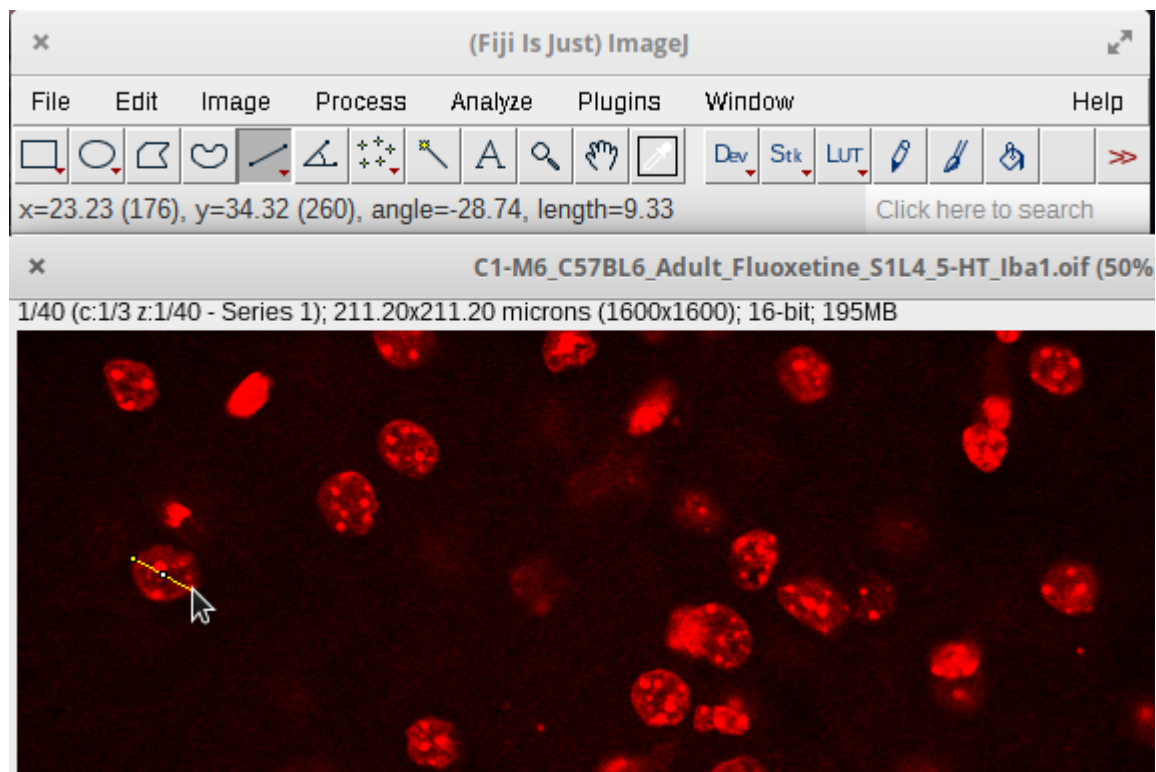 (Fiji Is Just) ImageJ
File Edit Image Process Analyze Plugins Window Help
A Dev Stk LUT >>
x=23.23 (176), y=34.32 (260), angle=-28.74, length=9.33 Click here to search
C1-M6_C57BL6_Adult_Fluoxetine_S1L4_5-HT_Iba1.oif (50%
1/40 (c:1/3 z:1/40 - Series 1); 211.20x211.20 microns (1600x1600); 16-bit; 195MB